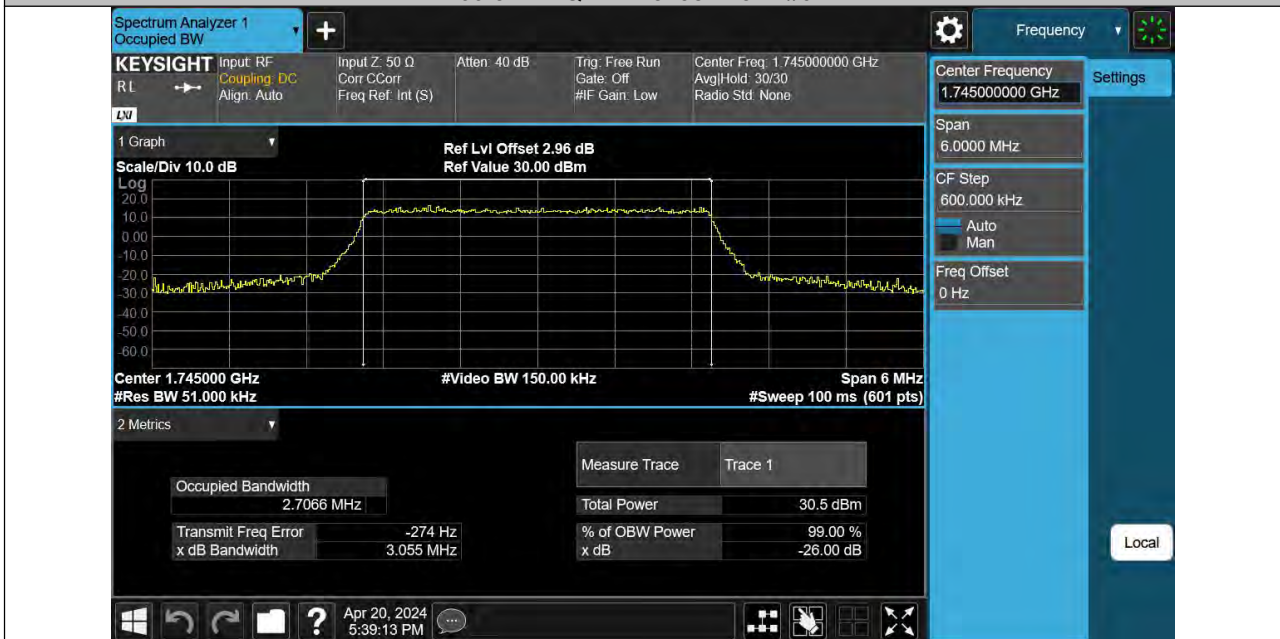 Spectrum Analyzer 1
Occupied BW
Frequency
KEYSIGHT
RL
LXI
Input: RF
Coupling: DC
Align: Auto
Input Z: 50 Ω
Corr CCorr
Freq Ref: Int (S)
Atten: 40 dB
Trig: Free Run
Gate: Off
#IF Gain: Low
Center Freq: 1.745000000 GHz
Avg|Hold: 30/30
Radio Std: None
Center Frequency
1.745000000 GHz
Settings
Span
6.0000 MHz
CF Step
600.000 kHz
Auto
Man
Freq Offset
0 Hz
Local
1 Graph
Scale/Div 10.0 dB
Ref Lvl Offset 2.96 dB
Ref Value 30.00 dBm
Log
20.0
10.0
0.00
-10.0
-20.0
-30.0
-40.0
-50.0
-60.0
Center 1.745000 GHz
#Video BW 150.00 kHz
Span 6 MHz
#Res BW 51.000 kHz
#Sweep 100 ms (601 pts)
2 Metrics
Occupied Bandwidth
2.7066 MHz
Transmit Freq Error -274 Hz
x dB Bandwidth 3.055 MHz
Measure Trace Trace 1
Total Power 30.5 dBm
% of OBW Power 99.00 %
x dB -26.00 dB
Apr 20, 2024
5:39:13 PM